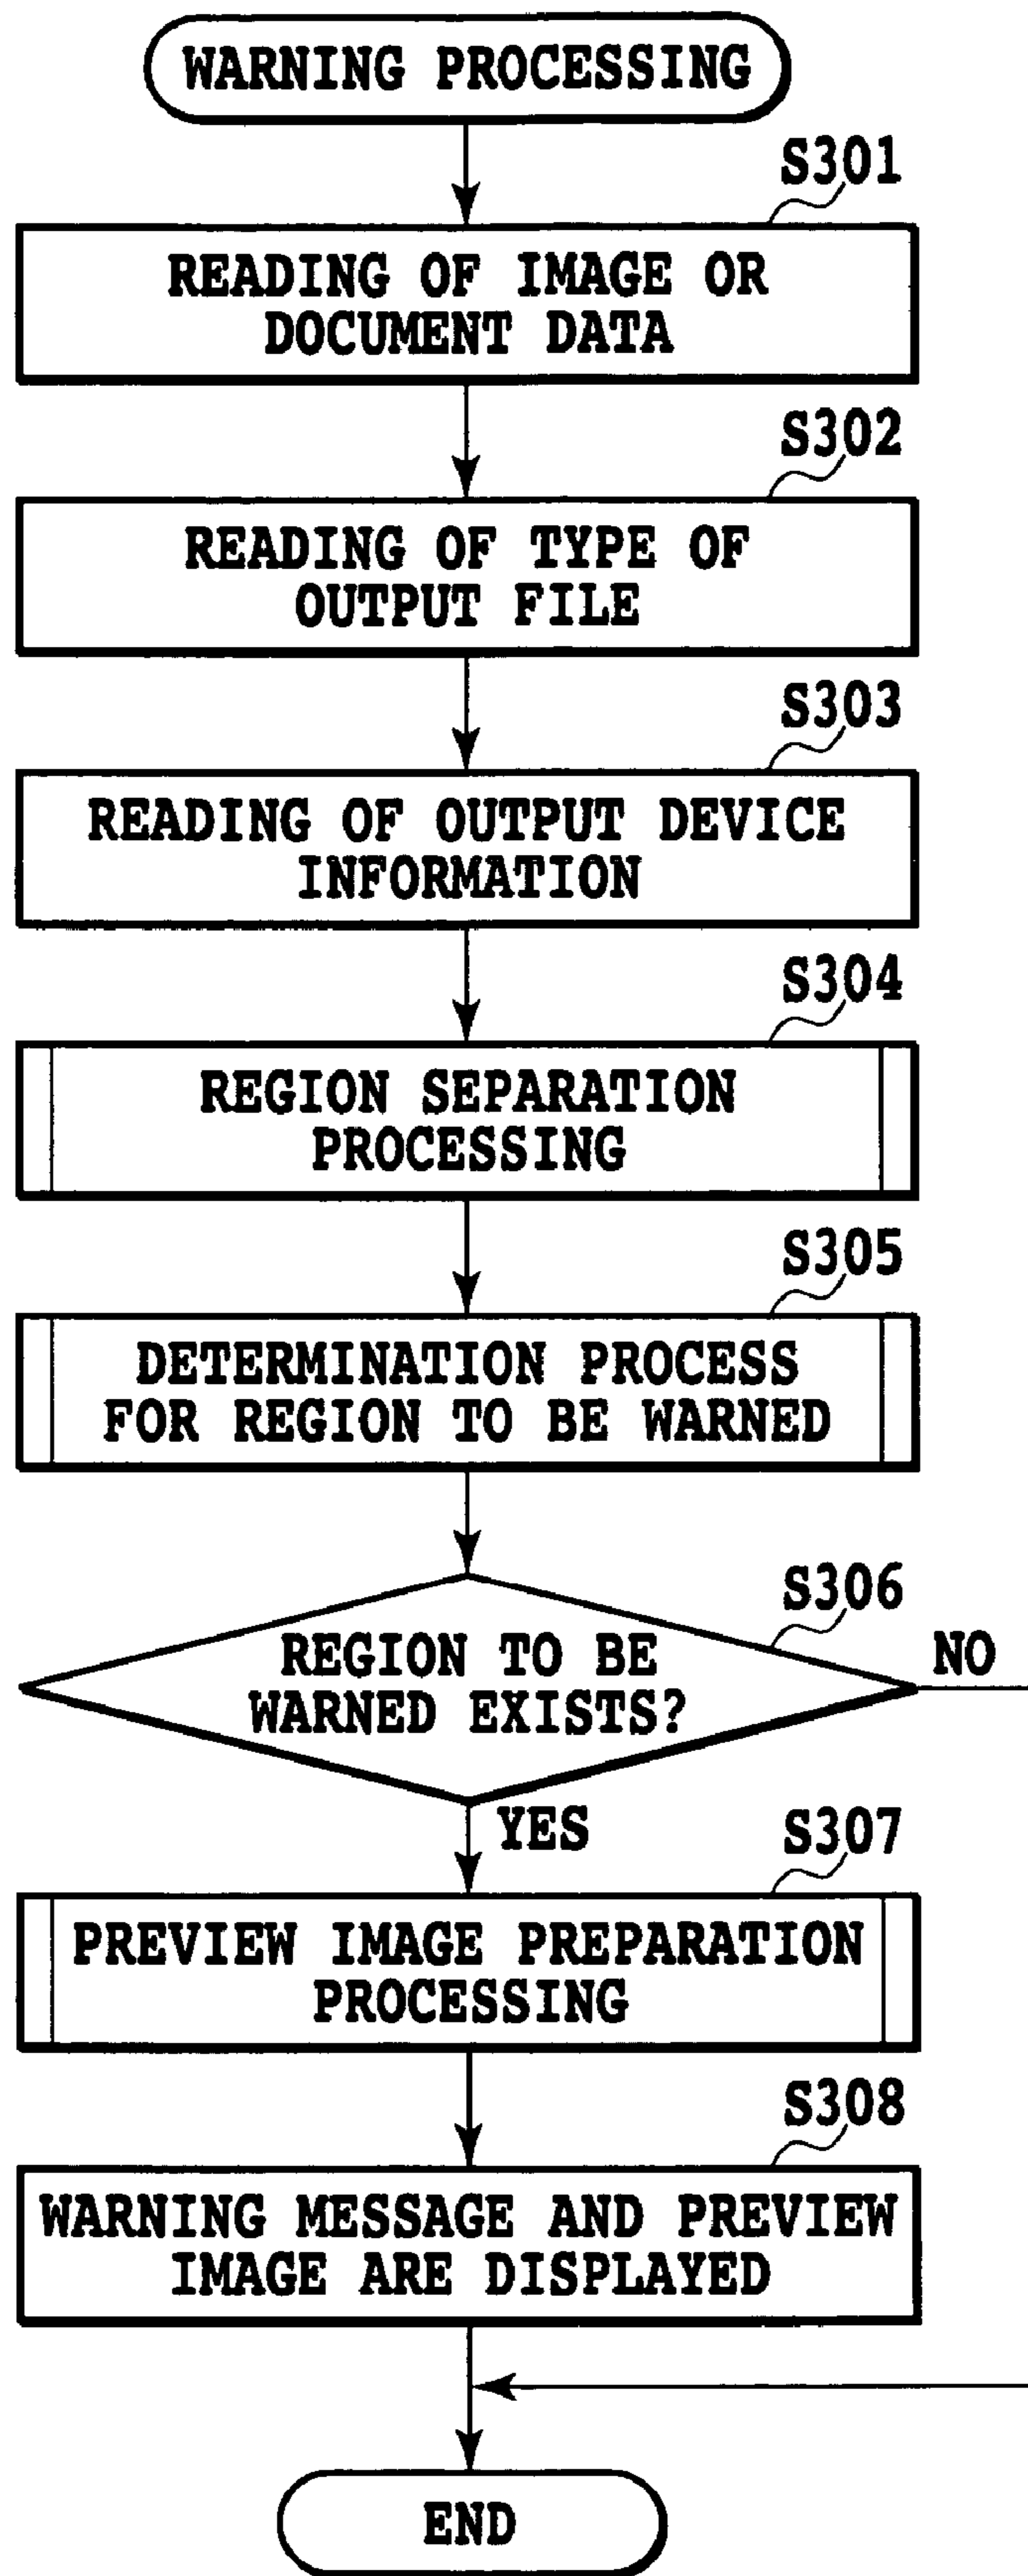 WARNING PROCESSING
S301
READING OF IMAGE OR
DOCUMENT DATA
S302
READING OF TYPE OF
OUTPUT FILE
S303
READING OF OUTPUT DEVICE
INFORMATION
S304
REGION SEPARATION
PROCESSING
S305
DETERMINATION PROCESS
FOR REGION TO BE WARNED
S306
REGION TO BE
WARNED EXISTS?
NO
YES
S307
PREVIEW IMAGE PREPARATION
PROCESSING
S308
WARNING MESSAGE AND PREVIEW
IMAGE ARE DISPLAYED
END